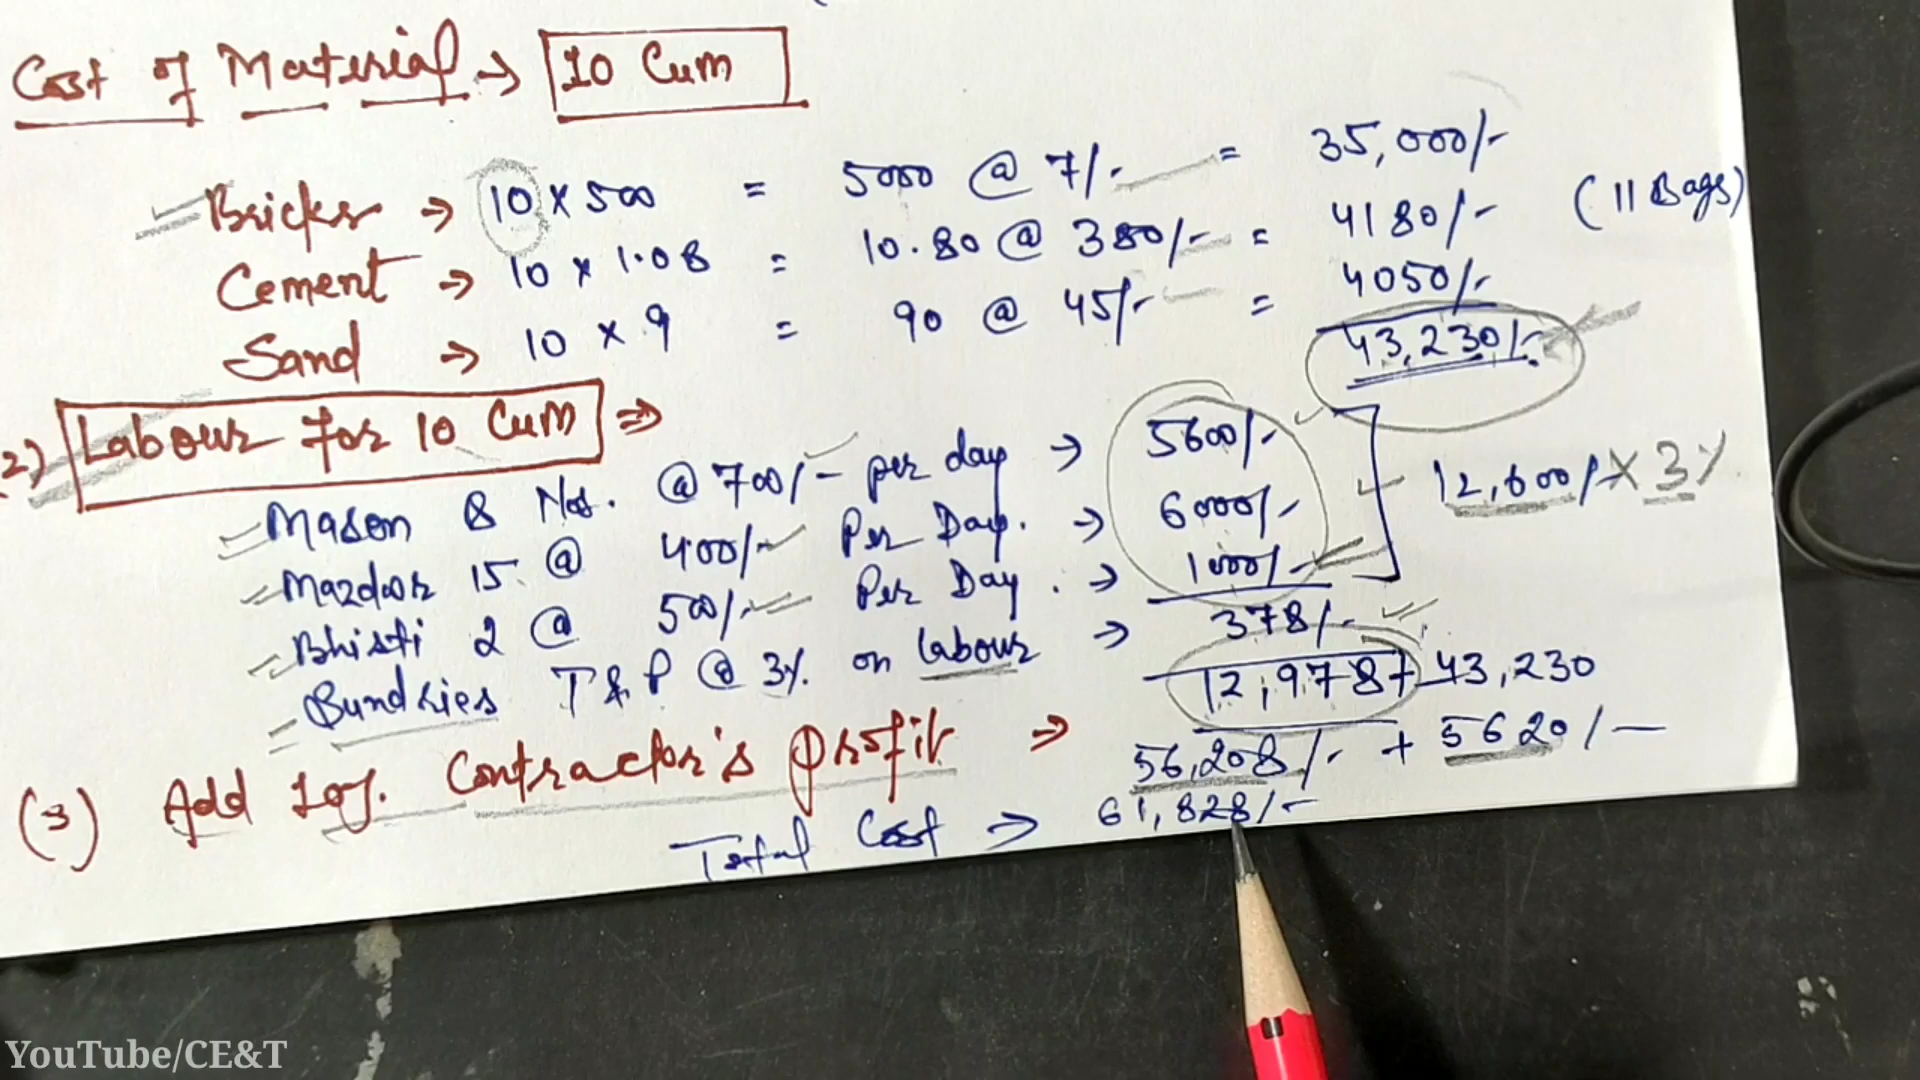 Cost of Material → 10 Cum
Bricks → 10 × 500 = 5000 @ 7/- = 35,000/-
Cement → 10 × 1.08 = 10.80 @ 380/- = 4180/- (11 Bags)
Sand → 10 × 9 = 90 @ 45/- = 4050/-
43,230/-
2) Labour For 10 Cum ⇒
Mason 8 Nos. @ 700/- per day → 5600/-
Mazdoor 15 @ 400/- Per Day. → 6000/- 12,600/- × 3%
Bhisti 2 @ 500/- Per Day. → 1000/-
Sundries T & P @ 3% on labour → 378/-
12,978 + 43,230
(3) Add 10%. Contractor's profit ⇒ 56,208/- + 5620/-
Total Cost ⇒ 61,828/-
YouTube/CE&T